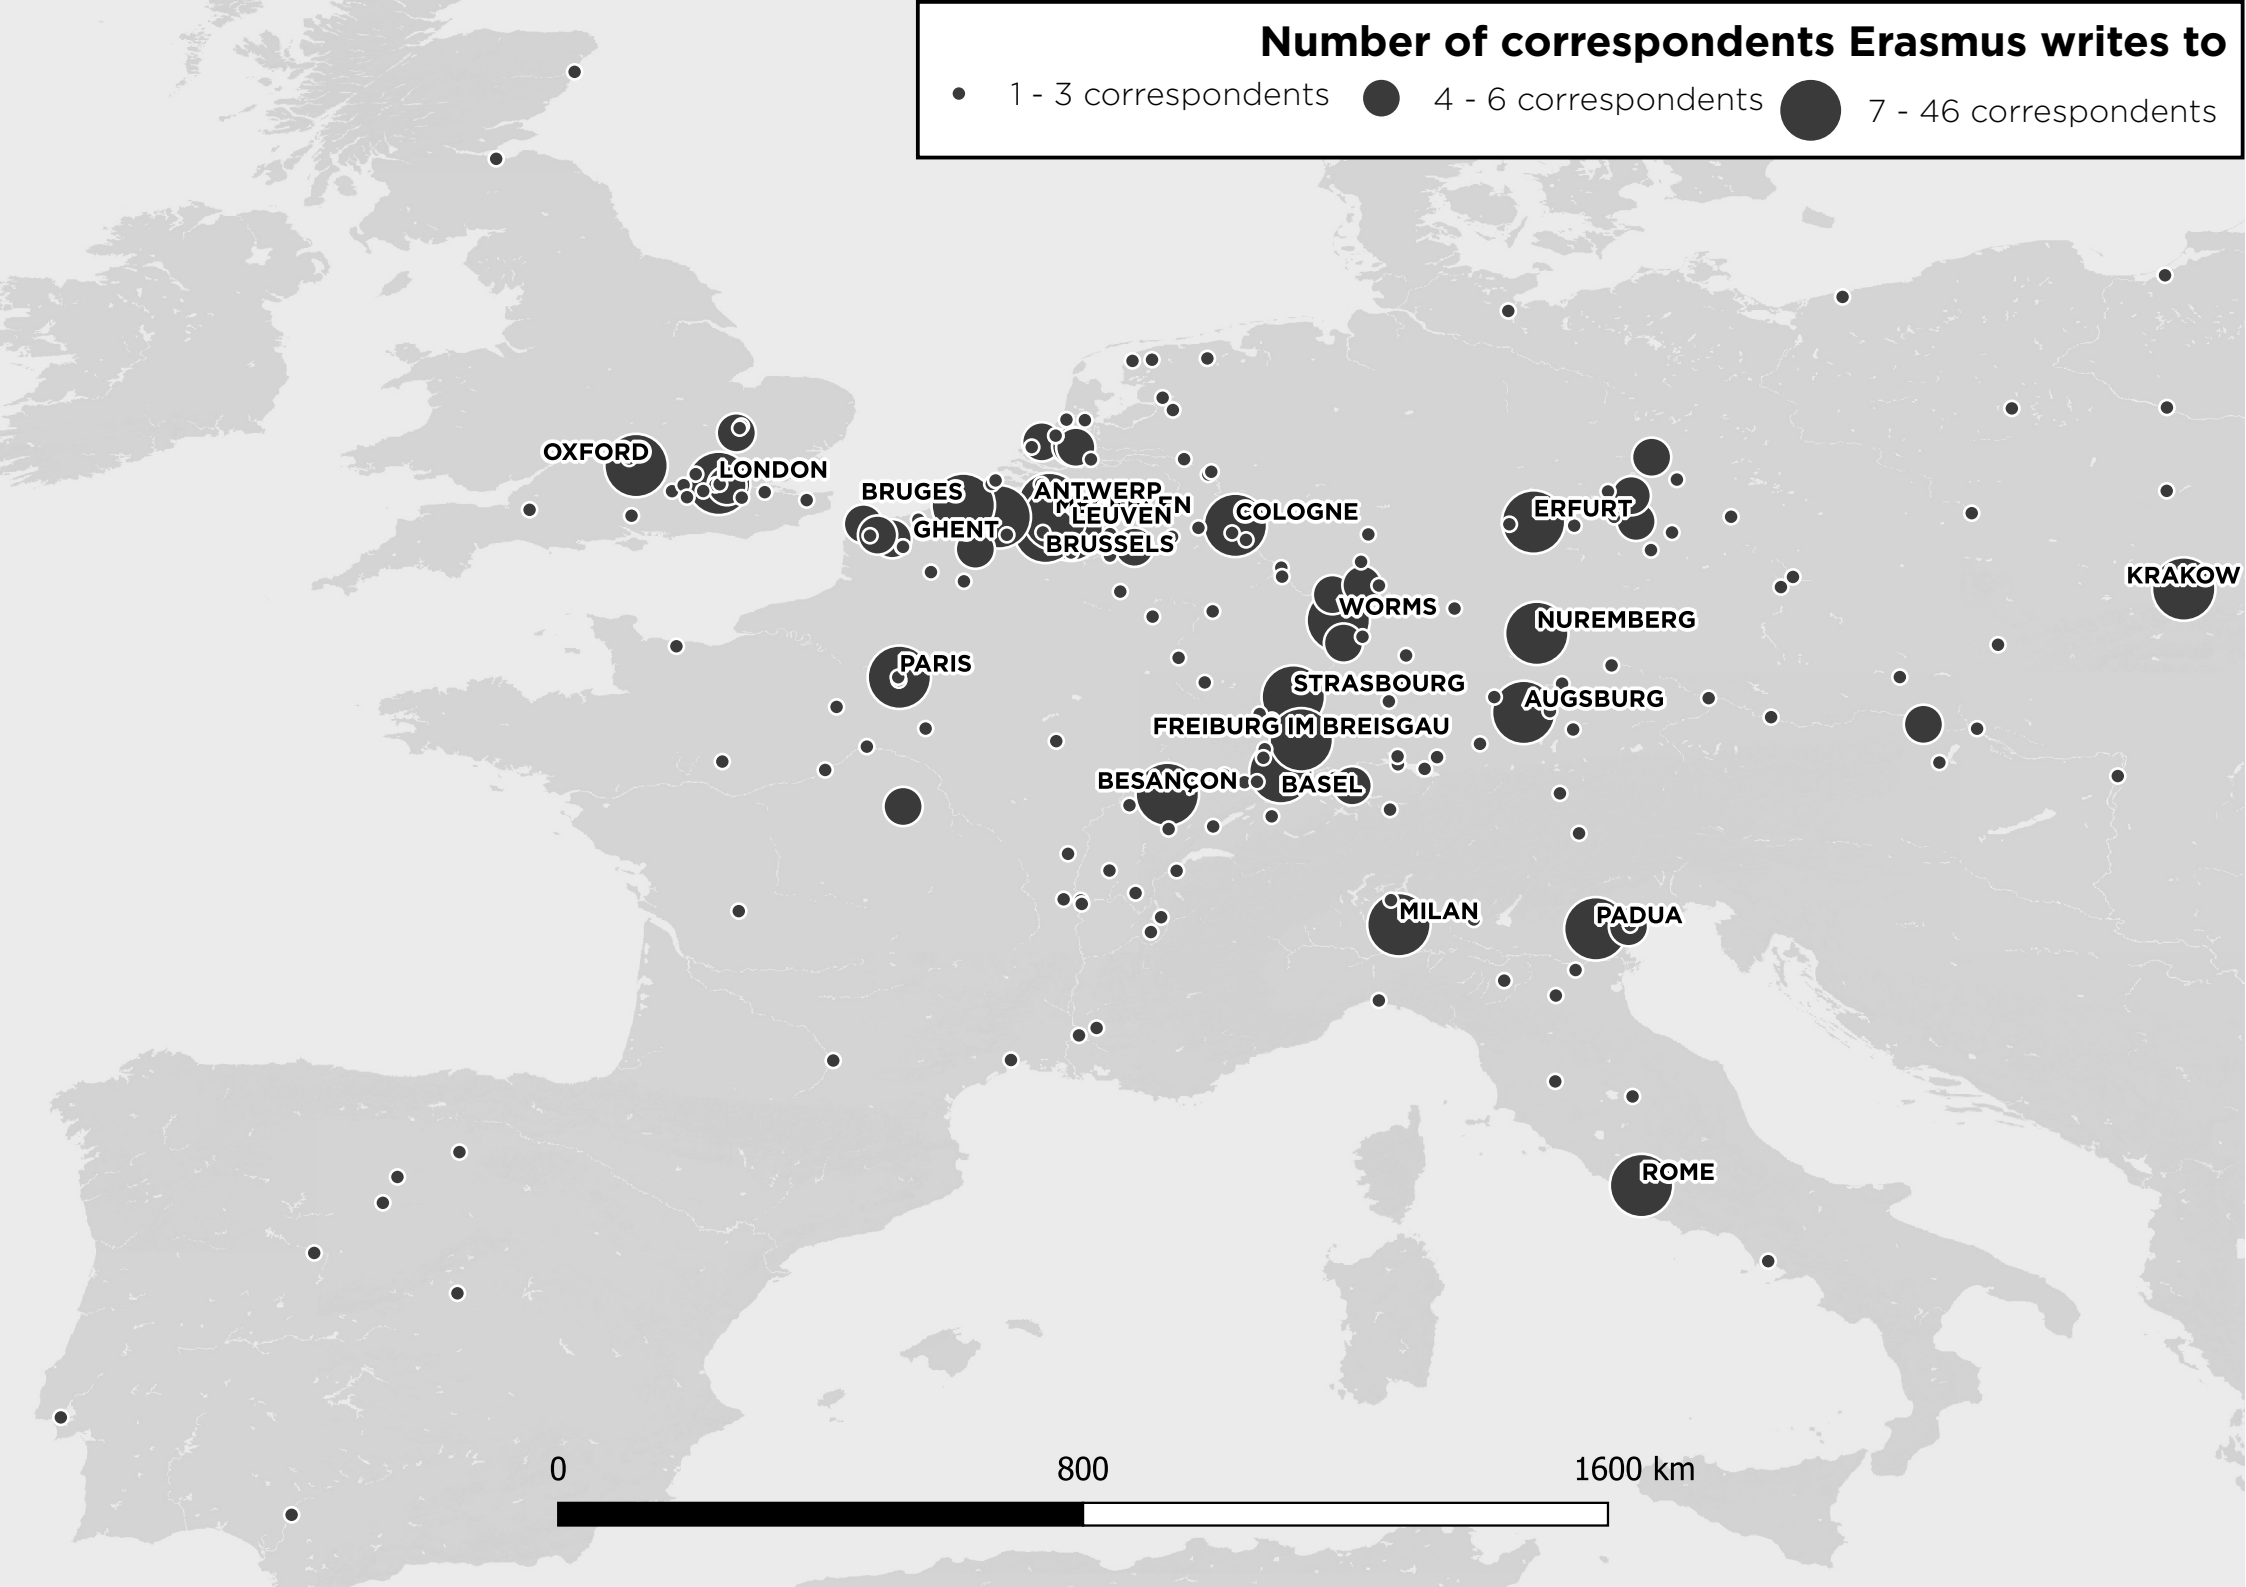 Number of correspondents Erasmus writes to
1 - 3 correspondents
4 - 6 correspondents
7 - 46 correspondents
OXFORD
LONDON
BRUGES
ANTWERP
GHENT
LEUVEN
BRUSSELS
COLOGNE
ERFURT
KRAKOW
WORMS
NUREMBERG
PARIS
STRASBOURG
AUGSBURG
FREIBURG IM BREISGAU
BESANÇON
BASEL
MILAN
PADUA
ROME
0
800
1600 km